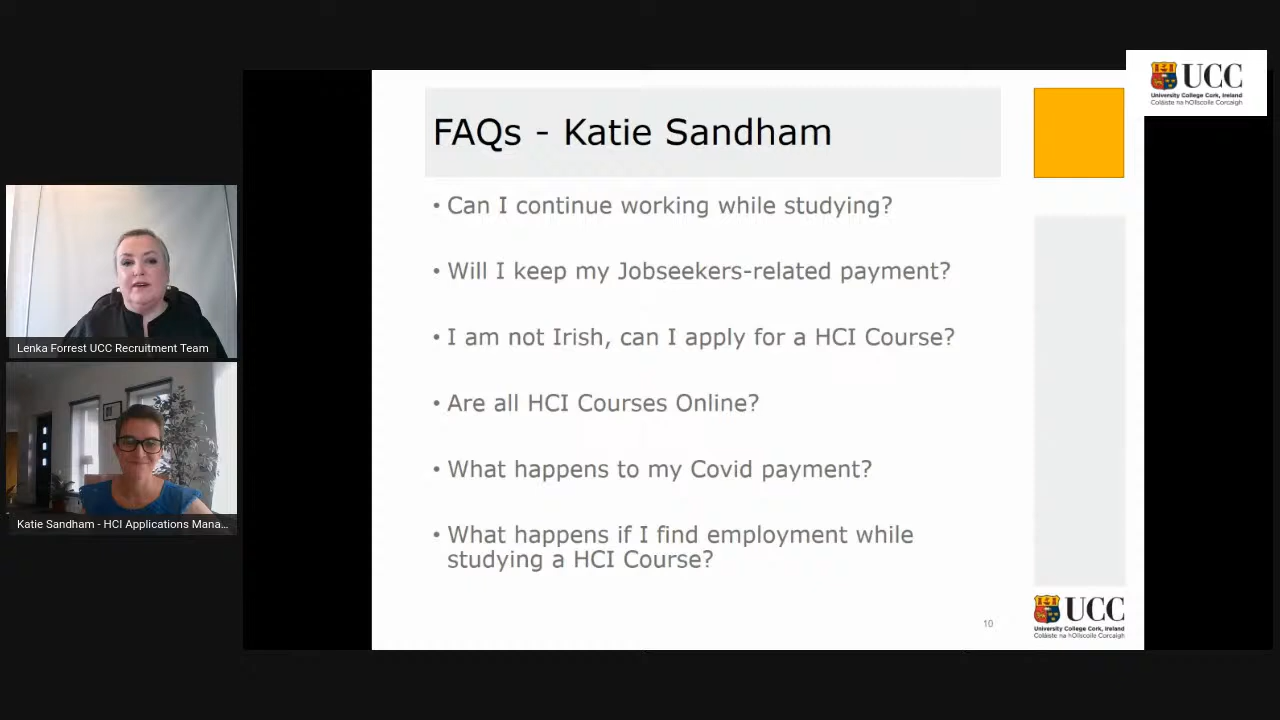 UCC
University College Cork, Ireland
Coláiste na hOllscoile Corcaigh
FAQs - Katie Sandham
• Can I continue working while studying?
• Will I keep my Jobseekers-related payment?
• I am not Irish, can I apply for a HCI Course?
• Are all HCI Courses Online?
• What happens to my Covid payment?
• What happens if I find employment while
studying a HCI Course?
10
UCC
University College Cork, Ireland
Coláiste na hOllscoile Corcaigh
Lenka Forrest UCC Recruitment Team
Katie Sandham - HCI Applications Mana...